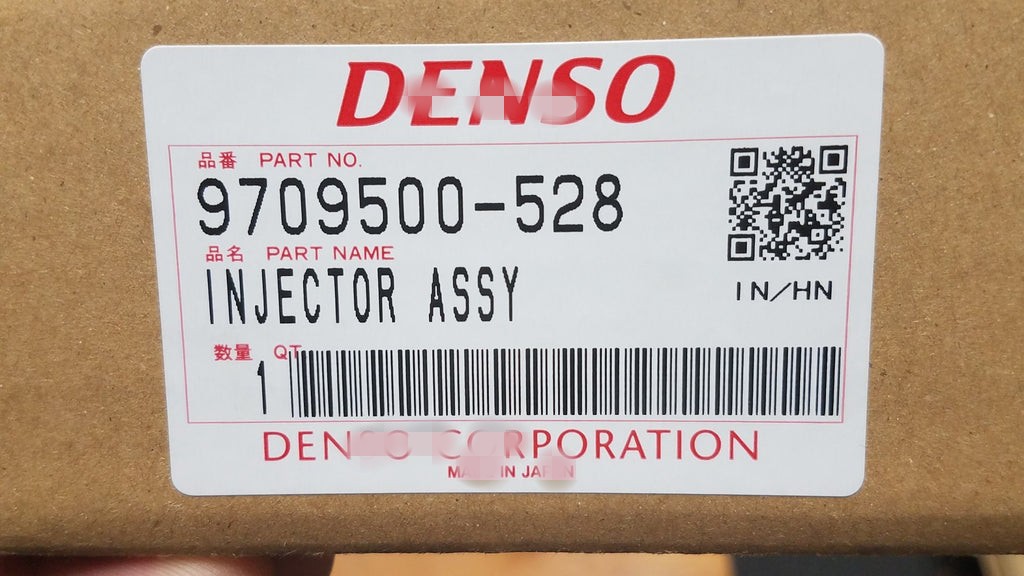 DENSO
品番 PART NO.
9709500-528
品名 PART NAME
INJECTOR ASSY
IN/HN
数量 QT
1
DENSO CORPORATION
MADE IN JAPAN